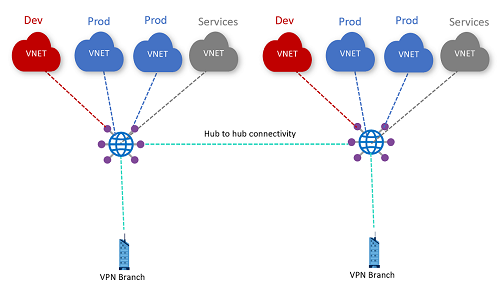 Dev Prod Prod Services Dev Prod Prod Services
VNET VNET VNET VNET VNET VNET VNET VNET
Hub to hub connectivity
VPN Branch VPN Branch